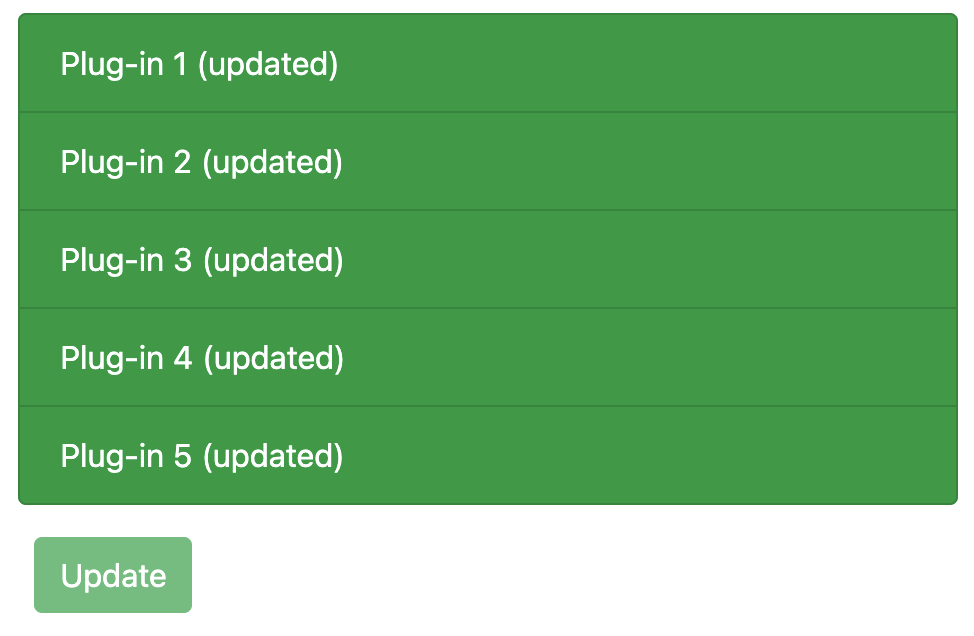 Plug-in 1 (updated)
Plug-in 2 (updated)
Plug-in 3 (updated)
Plug-in 4 (updated)
Plug-in 5 (updated)
Update